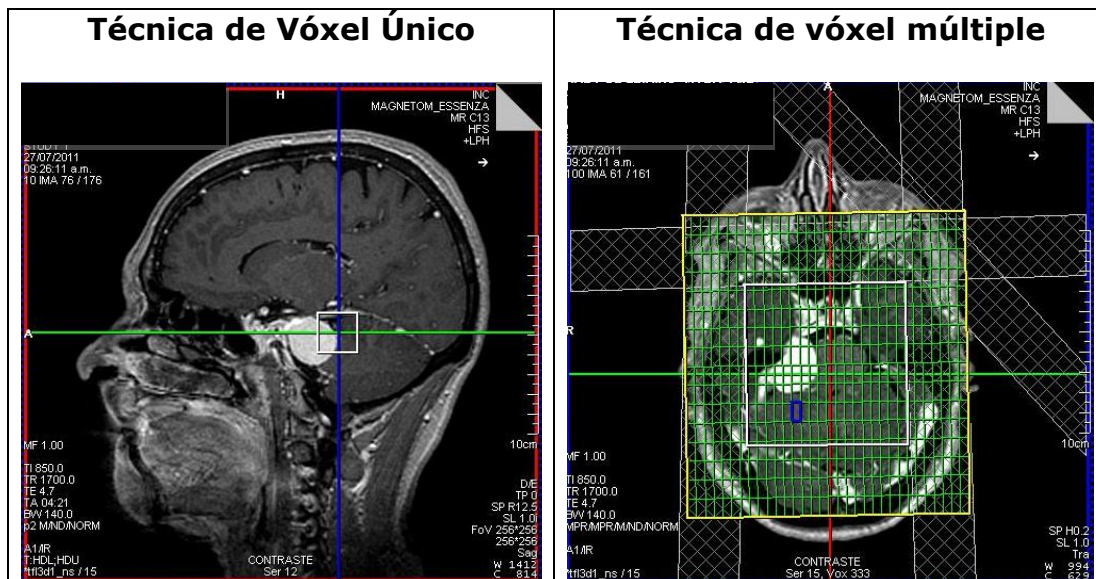 Técnica de Vóxel Único
H
INC
MAGNETOM_ESSENZA
MR C13
HFS
+LPH
27/07/2011
09:26:11 a.m.
10 IMA 76 / 176
A
MF 1.00
10cm
TI 850.0
TR 1700.0
TE 4.7
TA 04:21
BW 140.0
p2 M/ND/NORM
A1/IR
T:HDL;HDU
*tfl3d1_ns / 15
CONTRASTE
Ser 12
D/E
TP 0
SP R12.5
SL 1.0
FoV 256*256
256*256
Sag
W 1412
C 814
Técnica de vóxel múltiple
A
INC
MAGNETOM_ESSENZA
MR C13
HFS
+LPH
27/07/2011
09:26:11 a.m.
100 IMA 61 / 161
R
MF 1.00
10cm
TI 850.0
TR 1700.0
TE 4.7
BW 140.0
MPR/MPR/M/ND/NORM
A1/IR
T:HDL;HDU
*tfl3d1_ns / 15
CONTRASTE
Ser 15, Vox 333
SP H0.2
SL 1.0
Tra
W 994
C 629